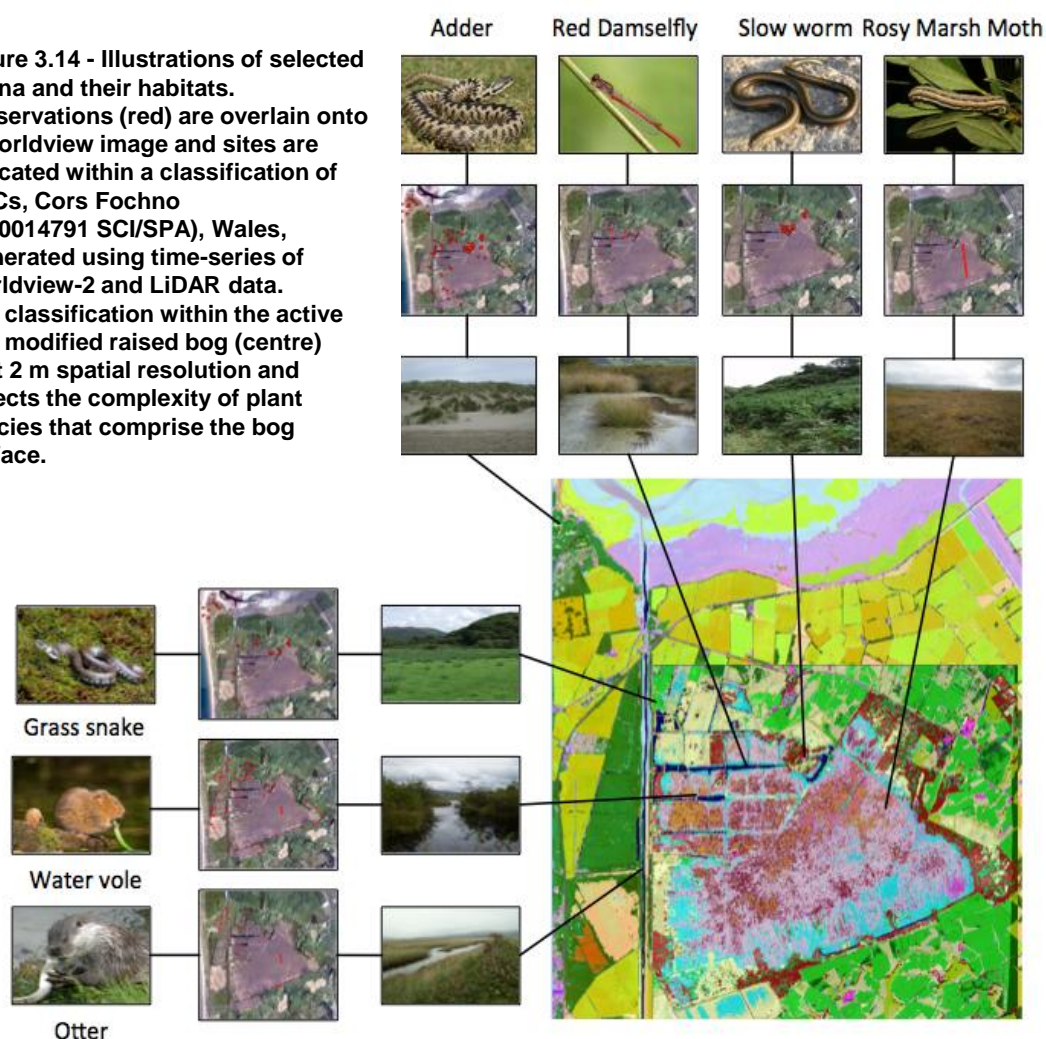 Adder Red Damselfly Slow worm Rosy Marsh Moth
ure 3.14 - Illustrations of selected
na and their habitats.
servations (red) are overlain onto
orldview image and sites are
cated within a classification of
Cs, Cors Fochno
0014791 SCI/SPA), Wales,
nerated using time-series of
rldview-2 and LiDAR data.
classification within the active
modified raised bog (centre)
t 2 m spatial resolution and
ects the complexity of plant
cies that comprise the bog
face.
Grass snake
Water vole
Otter